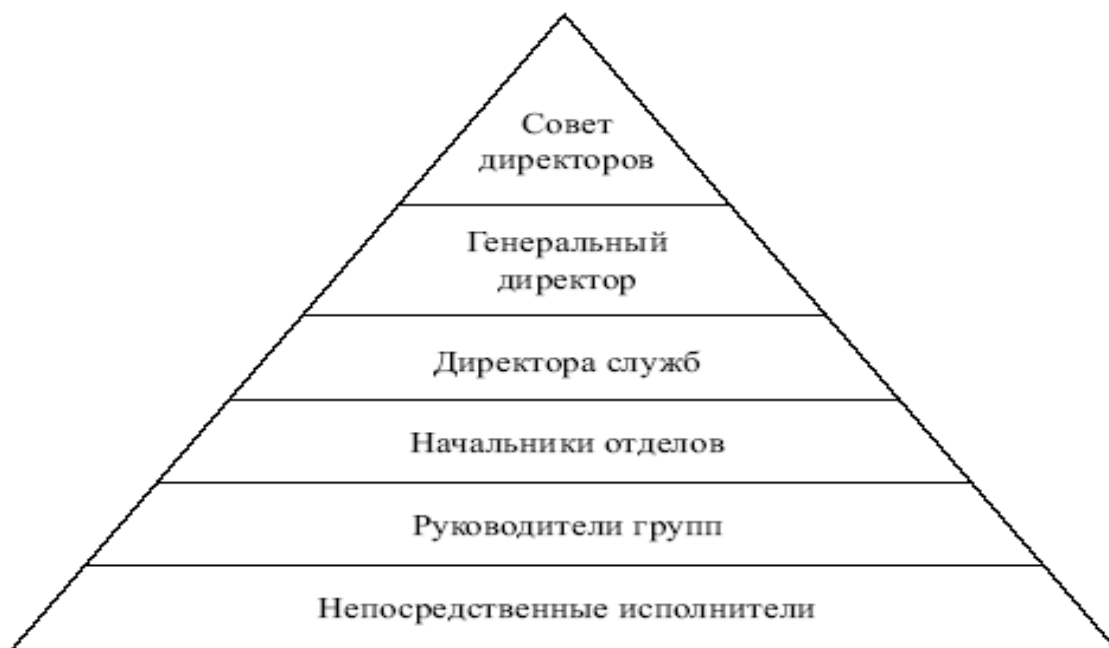 Совет
директоров
Генеральный
директор
Директора служб
Начальники отделов
Руководители групп
Непосредственные исполнители